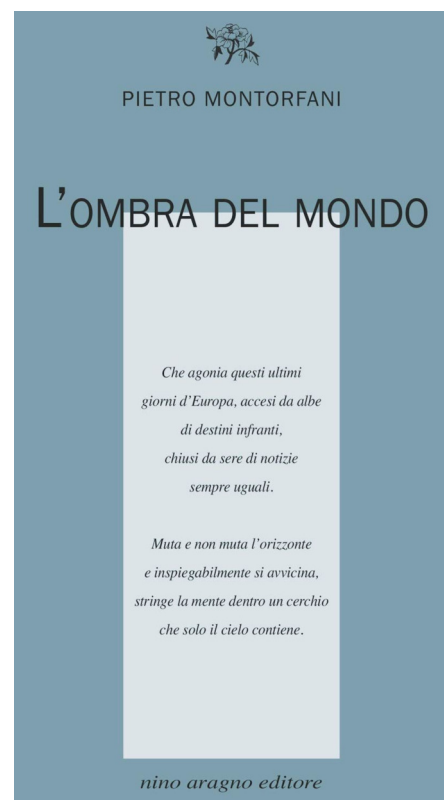 PIETRO MONTORFANI
L'OMBRA DEL MONDO
Che agonia questi ultimi
giorni d'Europa, accesi da albe
di destini infranti,
chiusi da sere di notizie
sempre uguali.
Muta e non muta l'orizzonte
e inspiegabilmente si avvicina,
stringe la mente dentro un cerchio
che solo il cielo contiene.
nino aragno editore